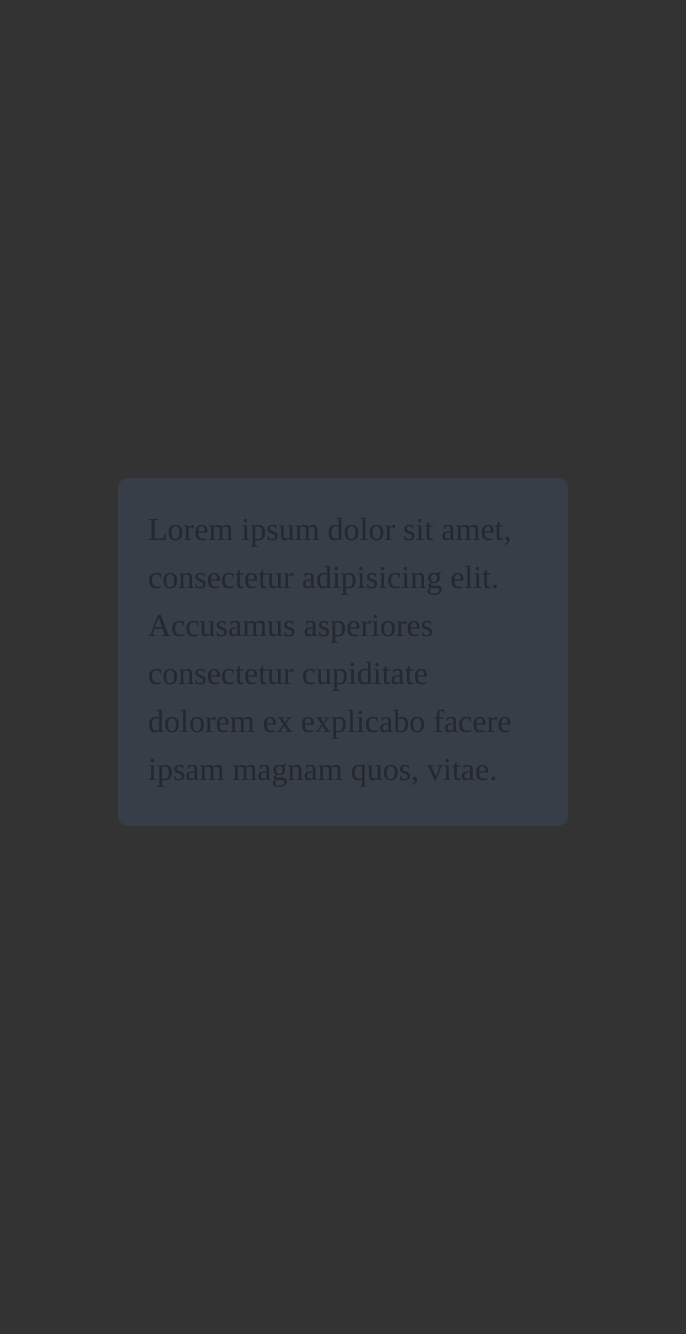 Lorem ipsum dolor sit amet,
consectetur adipisicing elit.
Accusamus asperiores
consectetur cupiditate
dolorem ex explicabo facere
ipsam magnam quos, vitae.